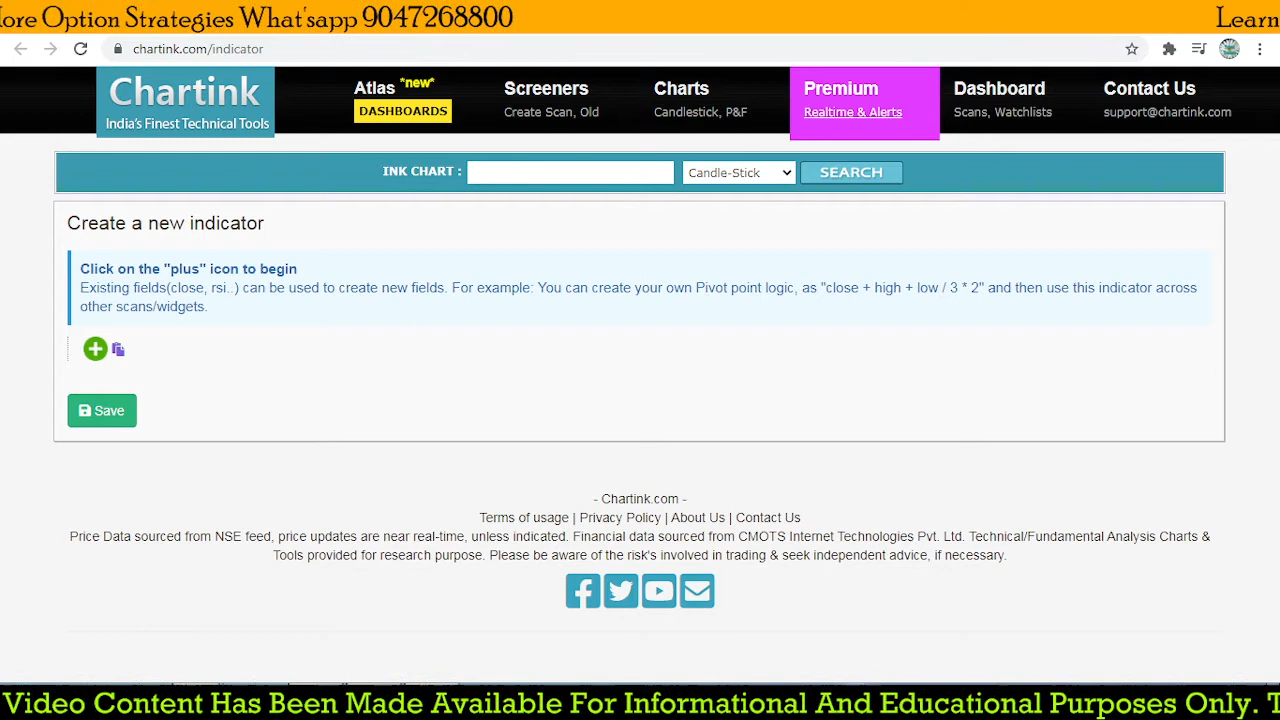 ore Option Strategies What'sapp 9047268800 Learn
chartink.com/indicator
Chartink
India's Finest Technical Tools
Atlas *new*
DASHBOARDS
Screeners
Create Scan, Old
Charts
Candlestick, P&F
Premium
Realtime & Alerts
Dashboard
Scans, Watchlists
Contact Us
support@chartink.com
INK CHART : Candle-Stick SEARCH
Create a new indicator
Click on the "plus" icon to begin
Existing fields(close, rsi..) can be used to create new fields. For example: You can create your own Pivot point logic, as "close + high + low / 3 * 2" and then use this indicator across
other scans/widgets.
Save
- Chartink.com -
Terms of usage | Privacy Policy | About Us | Contact Us
Price Data sourced from NSE feed, price updates are near real-time, unless indicated. Financial data sourced from CMOTS Internet Technologies Pvt. Ltd. Technical/Fundamental Analysis Charts &
Tools provided for research purpose. Please be aware of the risk's involved in trading & seek independent advice, if necessary.
Video Content Has Been Made Available For Informational And Educational Purposes Only. T